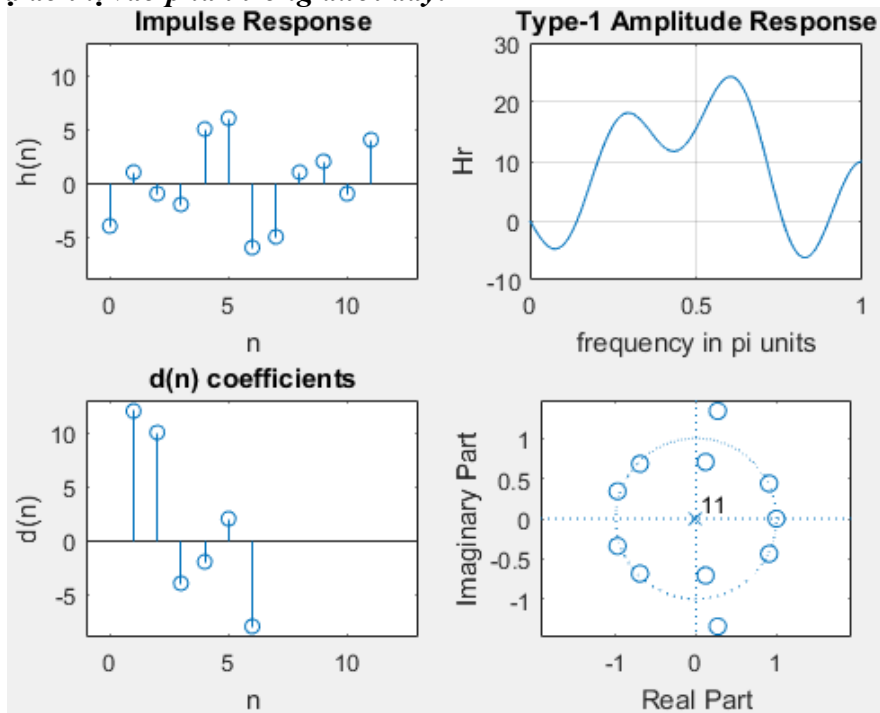 Impulse Response
10
5
0
-5
h(n)
0
5
10
n
Type-1 Amplitude Response
30
20
10
0
-10
Hr
0
0.5
1
frequency in pi units
d(n) coefficients
10
5
0
-5
d(n)
0
5
10
n
1
0.5
0
-0.5
-1
Imaginary Part
11
-1
0
1
Real Part